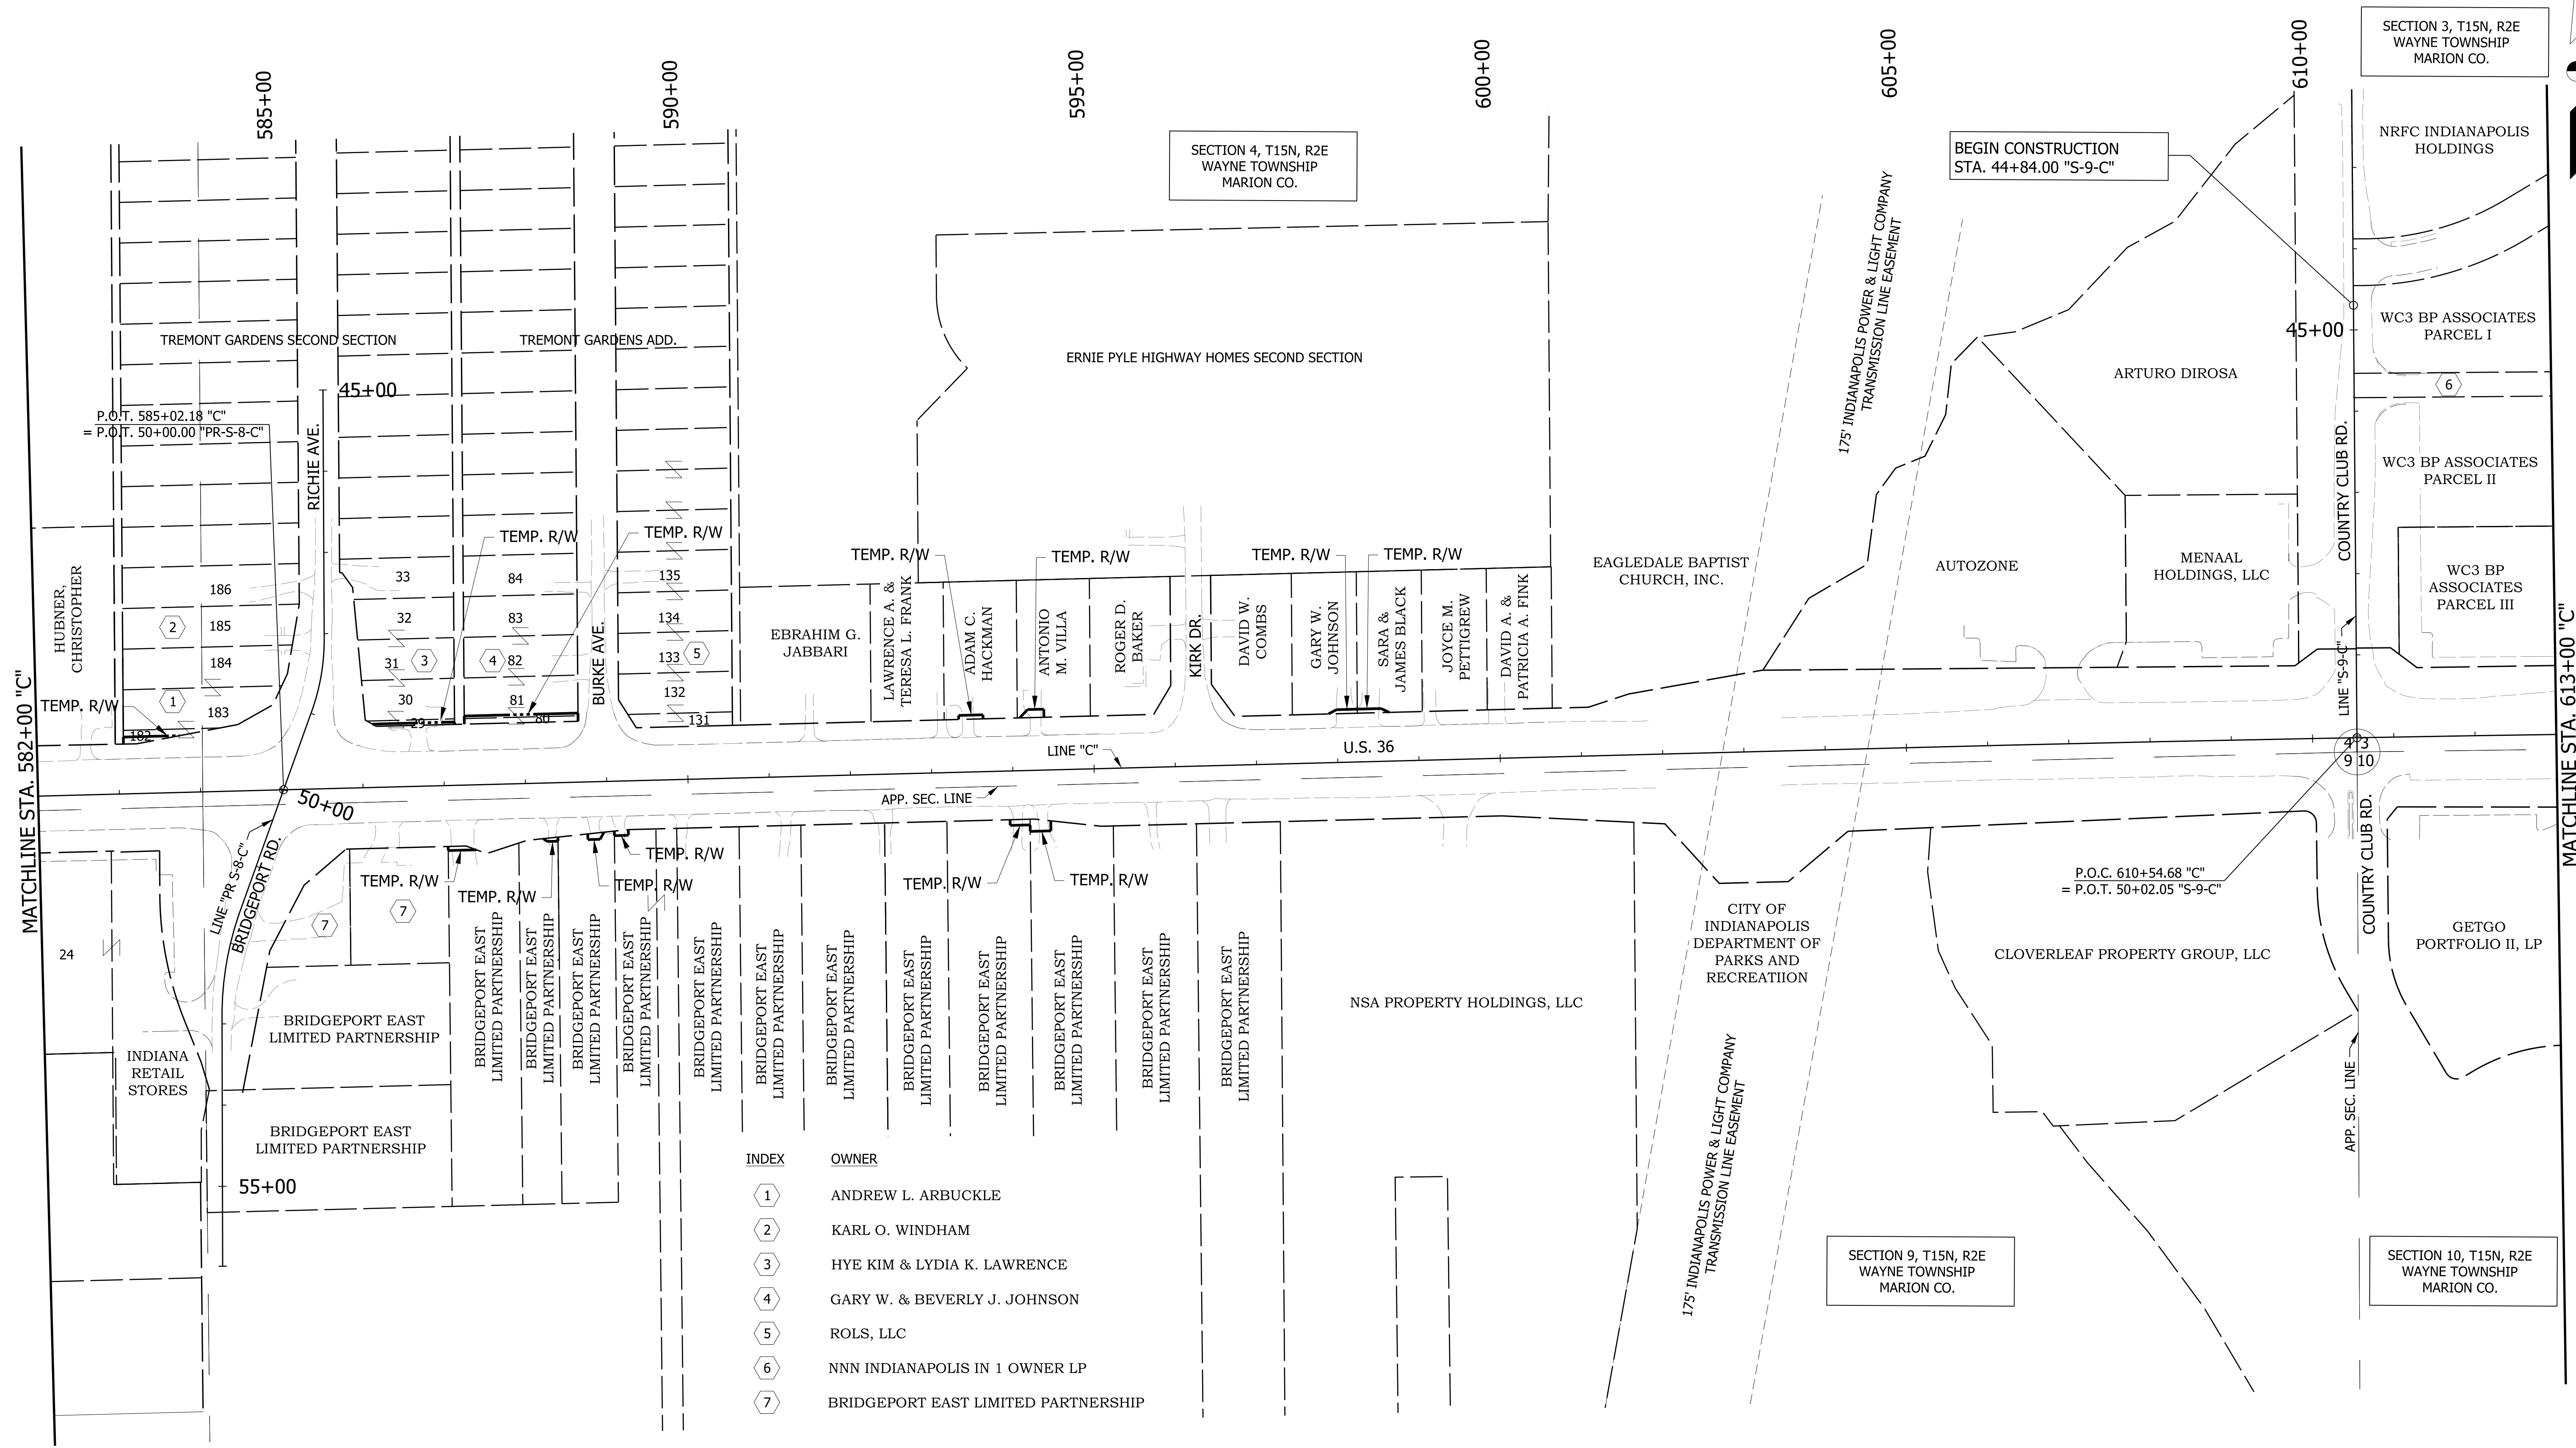 585+00
590+00
595+00
600+00
605+00
610+00
SECTION 3, T15N, R2E
WAYNE TOWNSHIP
MARION CO.
SECTION 4, T15N, R2E
WAYNE TOWNSHIP
MARION CO.
BEGIN CONSTRUCTION
STA. 44+84.00 "S-9-C"
NRFC INDIANAPOLIS
HOLDINGS
175' INDIANAPOLIS POWER & LIGHT COMPANY
TRANSMISSION LINE EASEMENT
TREMONT GARDENS SECOND SECTION
TREMONT GARDENS ADD.
ERNIE PYLE HIGHWAY HOMES SECOND SECTION
45+00
WC3 BP ASSOCIATES
PARCEL I
ARTURO DIROSA
6
45+00
P.O.T. 585+02.18 "C"
= P.O.T. 50+00.00 "PR-S-8-C"
RICHIE AVE.
COUNTRY CLUB RD.
WC3 BP ASSOCIATES
PARCEL II
TEMP. R/W
TEMP. R/W
TEMP. R/W
TEMP. R/W
TEMP. R/W
TEMP. R/W
EAGLEDALE BAPTIST
CHURCH, INC.
AUTOZONE
MENAAL
HOLDINGS, LLC
WC3 BP
ASSOCIATES
PARCEL III
HUBNER,
CHRISTOPHER
186
185
184
183
182
2
1
TEMP. R/W
33
32
31
30
29
3
84
83
82
81
80
4
BURKE AVE.
135
134
133
132
131
5
EBRAHIM G.
JABBARI
LAWRENCE A. &
TERESA L. FRANK
ADAM C.
HACKMAN
ANTONIO
M. VILLA
ROGER D.
BAKER
KIRK DR.
DAVID W.
COMBS
GARY W.
JOHNSON
SARA &
JAMES BLACK
JOYCE M.
PETTIGREW
DAVID A. &
PATRICIA A. FINK
LINE "S-9-C"
MATCHLINE STA. 582+00 "C"
MATCHLINE STA. 613+00 "C"
LINE "C"
U.S. 36
4 3
9 10
50+00
APP. SEC. LINE
LINE "PR S-8-C"
BRIDGEPORT RD.
TEMP. R/W
TEMP. R/W
TEMP. R/W
TEMP. R/W
TEMP. R/W
TEMP. R/W
7
7
24
P.O.C. 610+54.68 "C"
= P.O.T. 50+02.05 "S-9-C"
COUNTRY CLUB RD.
CITY OF
INDIANAPOLIS
DEPARTMENT OF
PARKS AND
RECREATIION
CLOVERLEAF PROPERTY GROUP, LLC
GETGO
PORTFOLIO II, LP
NSA PROPERTY HOLDINGS, LLC
BRIDGEPORT EAST
LIMITED PARTNERSHIP
BRIDGEPORT EAST
LIMITED PARTNERSHIP
BRIDGEPORT EAST
LIMITED PARTNERSHIP
BRIDGEPORT EAST
LIMITED PARTNERSHIP
BRIDGEPORT EAST
LIMITED PARTNERSHIP
BRIDGEPORT EAST
LIMITED PARTNERSHIP
BRIDGEPORT EAST
LIMITED PARTNERSHIP
BRIDGEPORT EAST
LIMITED PARTNERSHIP
BRIDGEPORT EAST
LIMITED PARTNERSHIP
BRIDGEPORT EAST
LIMITED PARTNERSHIP
BRIDGEPORT EAST
LIMITED PARTNERSHIP
BRIDGEPORT EAST
LIMITED PARTNERSHIP
BRIDGEPORT EAST
LIMITED PARTNERSHIP
INDIANA
RETAIL
STORES
BRIDGEPORT EAST
LIMITED PARTNERSHIP
55+00
175' INDIANAPOLIS POWER & LIGHT COMPANY
TRANSMISSION LINE EASEMENT
APP. SEC. LINE
INDEX OWNER
1 ANDREW L. ARBUCKLE
2 KARL O. WINDHAM
3 HYE KIM & LYDIA K. LAWRENCE
4 GARY W. & BEVERLY J. JOHNSON
5 ROLS, LLC
6 NNN INDIANAPOLIS IN 1 OWNER LP
7 BRIDGEPORT EAST LIMITED PARTNERSHIP
SECTION 9, T15N, R2E
WAYNE TOWNSHIP
MARION CO.
SECTION 10, T15N, R2E
WAYNE TOWNSHIP
MARION CO.